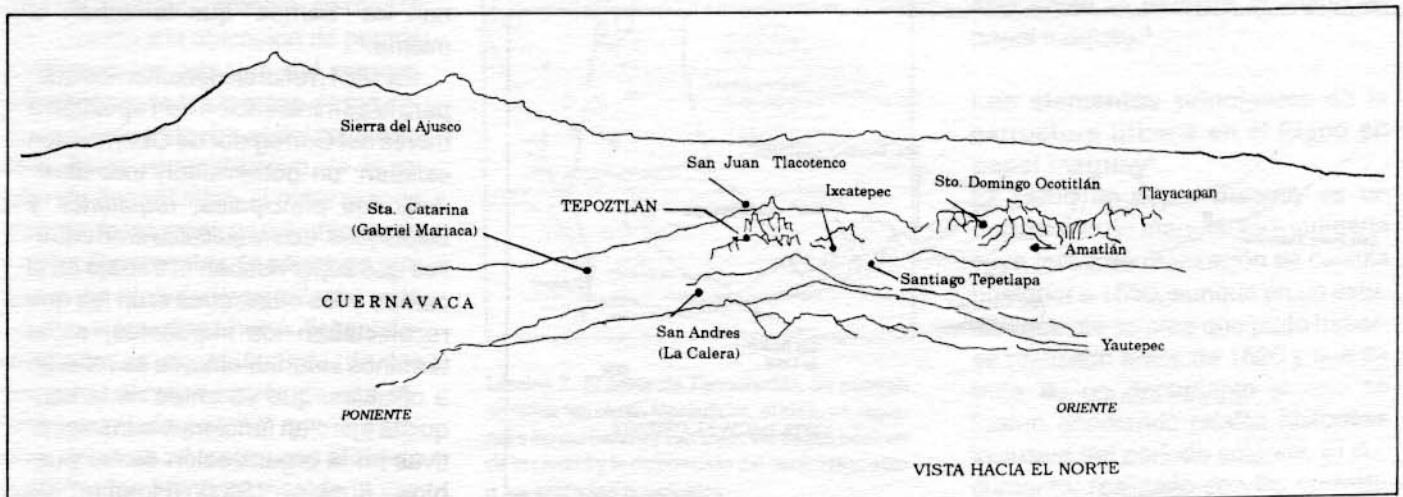 Sierra del Ajusco
San Juan Tlacotenco
Ixcatepec
Sto. Domingo Ocotitlán
Tlayacapan
Sta. Catarina
(Gabriel Mariaca)
TEPOZTLAN
Amatlán
Santiago Tepetlapa
CUERNAVACA
San Andres
(La Calera)
Yautepec
PONIENTE
ORIENTE
VISTA HACIA EL NORTE